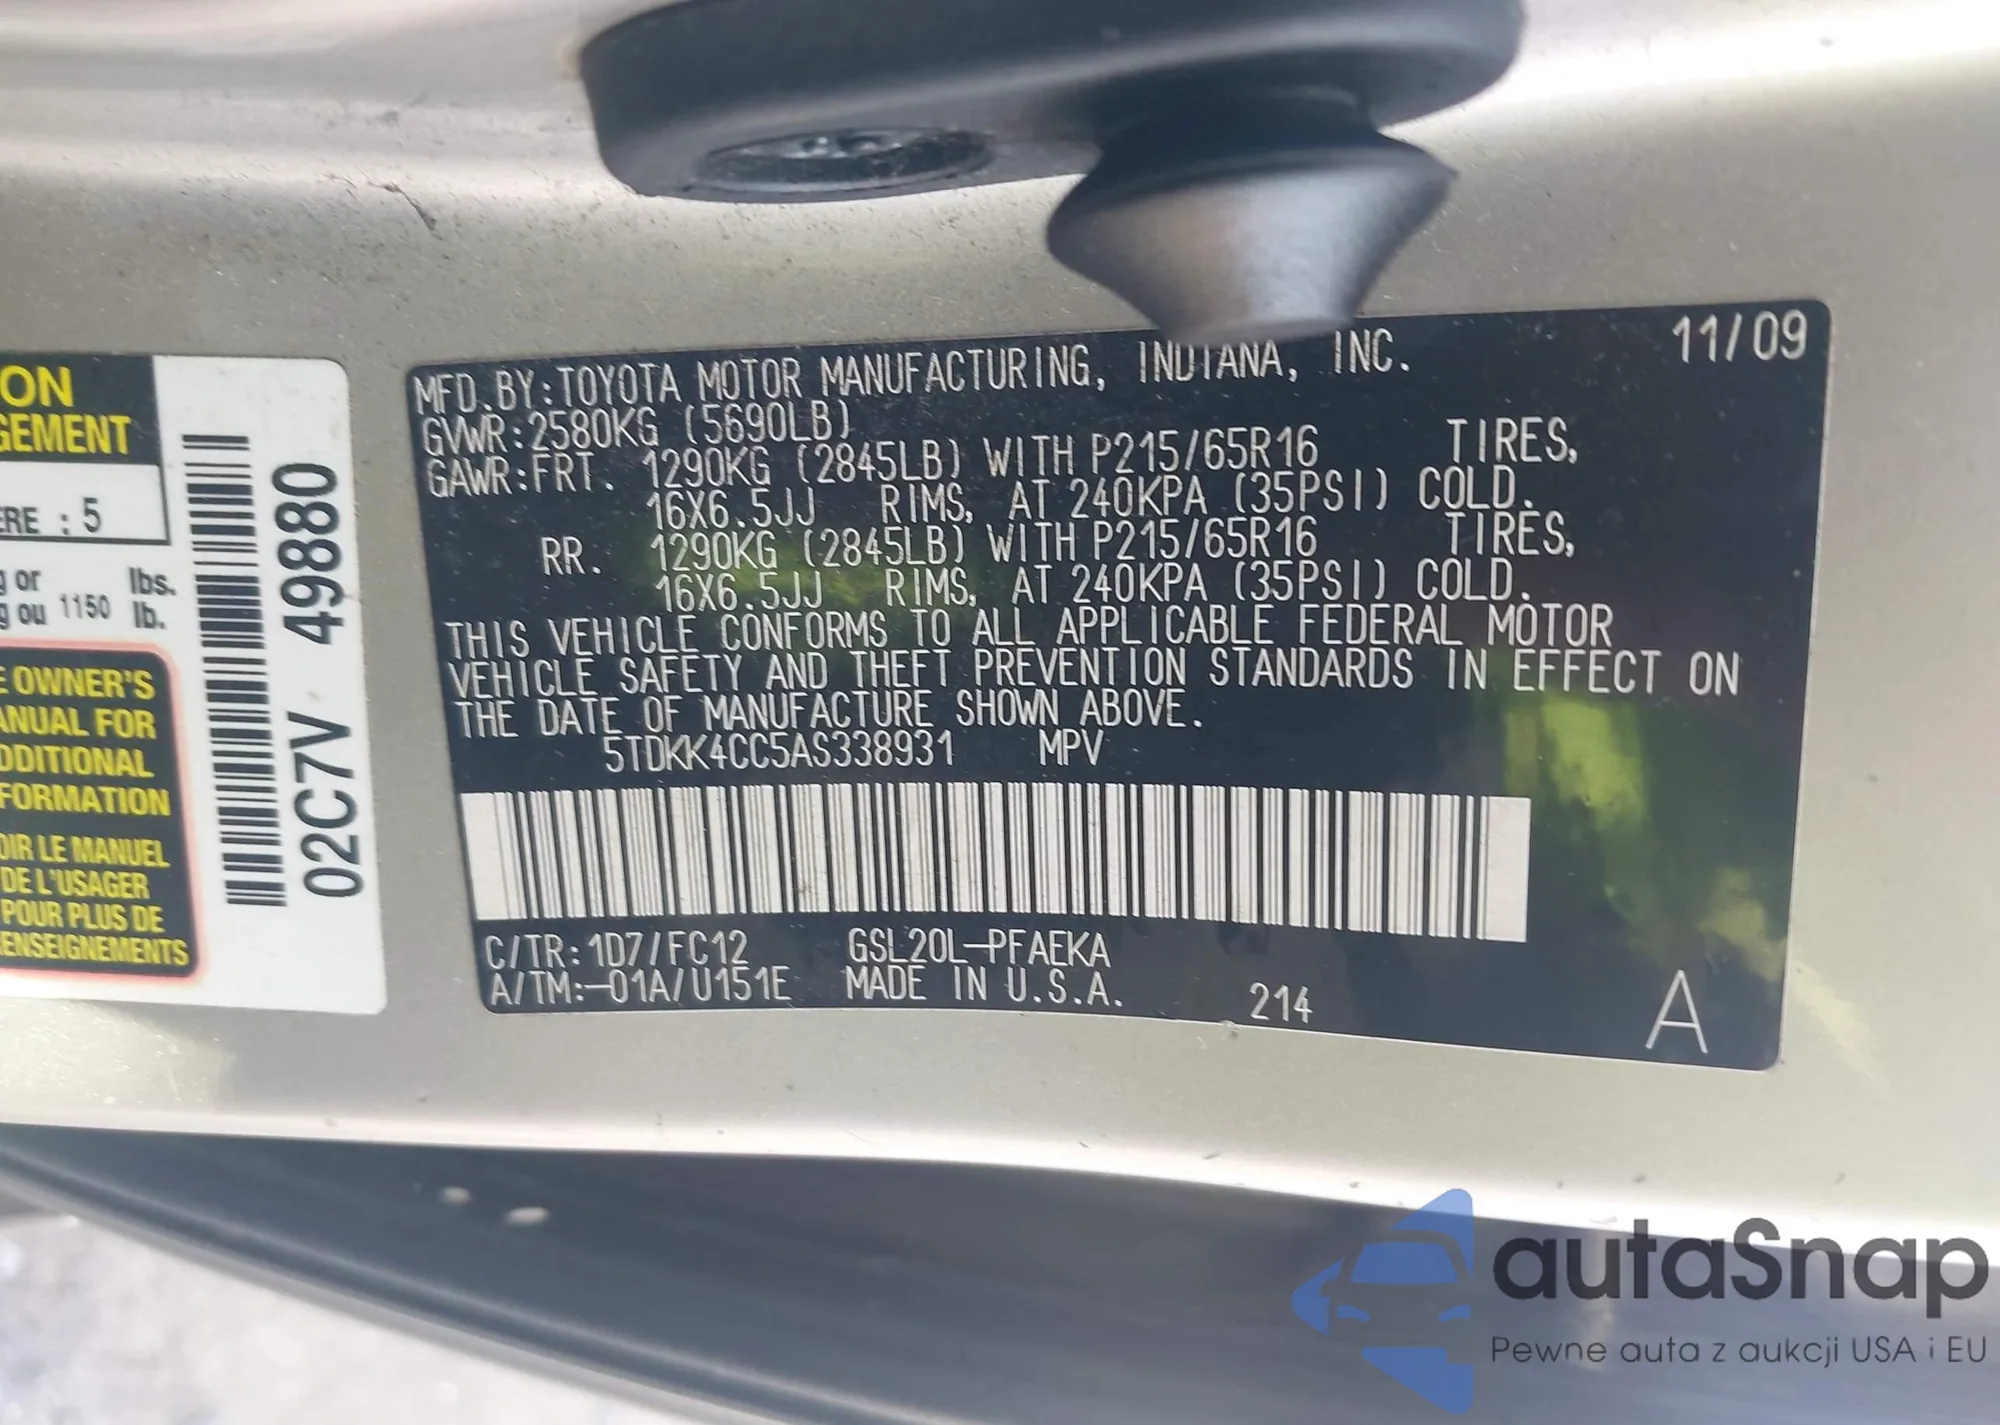 ON
GEMENT
ERE : 5
g or lbs.
g ou 1150 lb.
E OWNER'S
ANUAL FOR
DDITIONAL
FORMATION
OIR LE MANUEL
DE L'USAGER
POUR PLUS DE
ENSEIGNEMENTS
02C7V 49880
11/09
MFD.BY:TOYOTA MOTOR MANUFACTURING, INDIANA, INC.
GVWR:2580KG (5690LB)
GAWR:FRT. 1290KG (2845LB) WITH P215/65R16 TIRES,
16X6.5JJ RIMS, AT 240KPA (35PSI) COLD.
RR. 1290KG (2845LB) WITH P215/65R16 TIRES,
16X6.5JJ RIMS, AT 240KPA (35PSI) COLD.
THIS VEHICLE CONFORMS TO ALL APPLICABLE FEDERAL MOTOR
VEHICLE SAFETY AND THEFT PREVENTION STANDARDS IN EFFECT ON
THE DATE OF MANUFACTURE SHOWN ABOVE.
5TDKK4CC5AS338931 MPV
C/TR:1D7/FC12 GSL20L-PFAEKA
A/TM:-01A/U151E MADE IN U.S.A. 214
A
autaSnap
Pewne auta z aukcji USA i EU